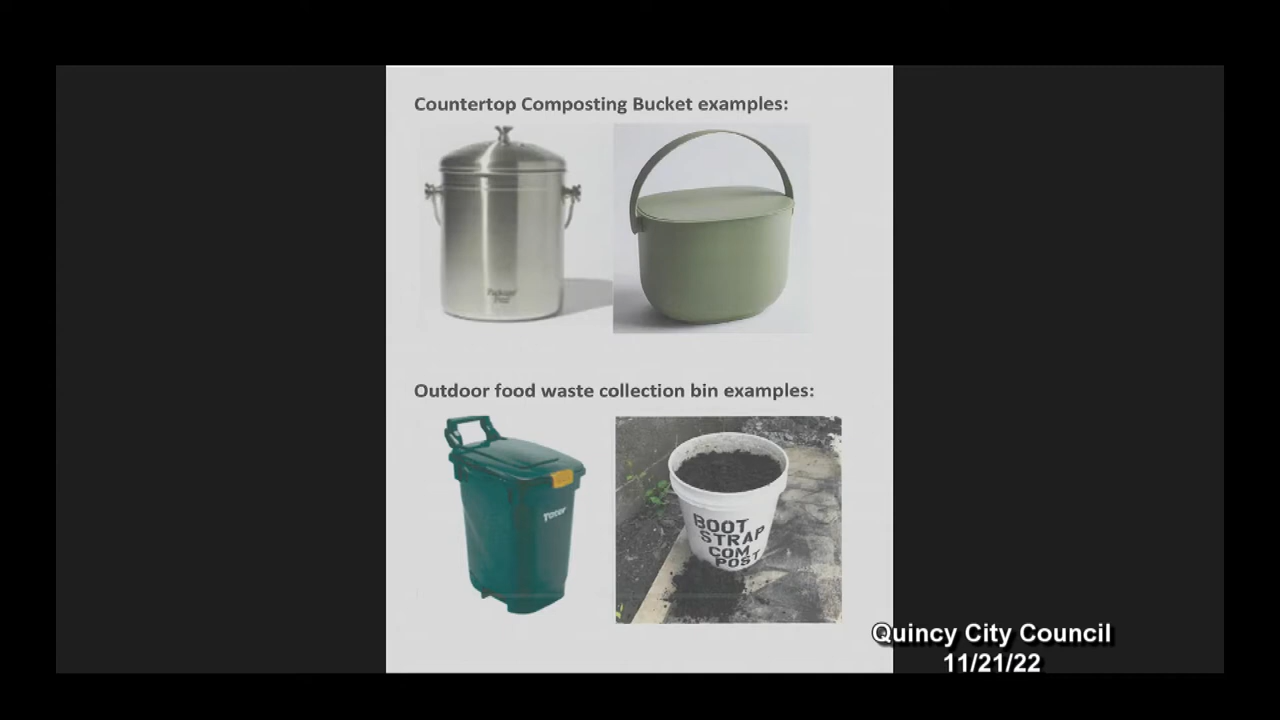 Countertop Composting Bucket examples:
Outdoor food waste collection bin examples:
BOOT
STRAP
COM
POST
Quincy City Council
11/21/22